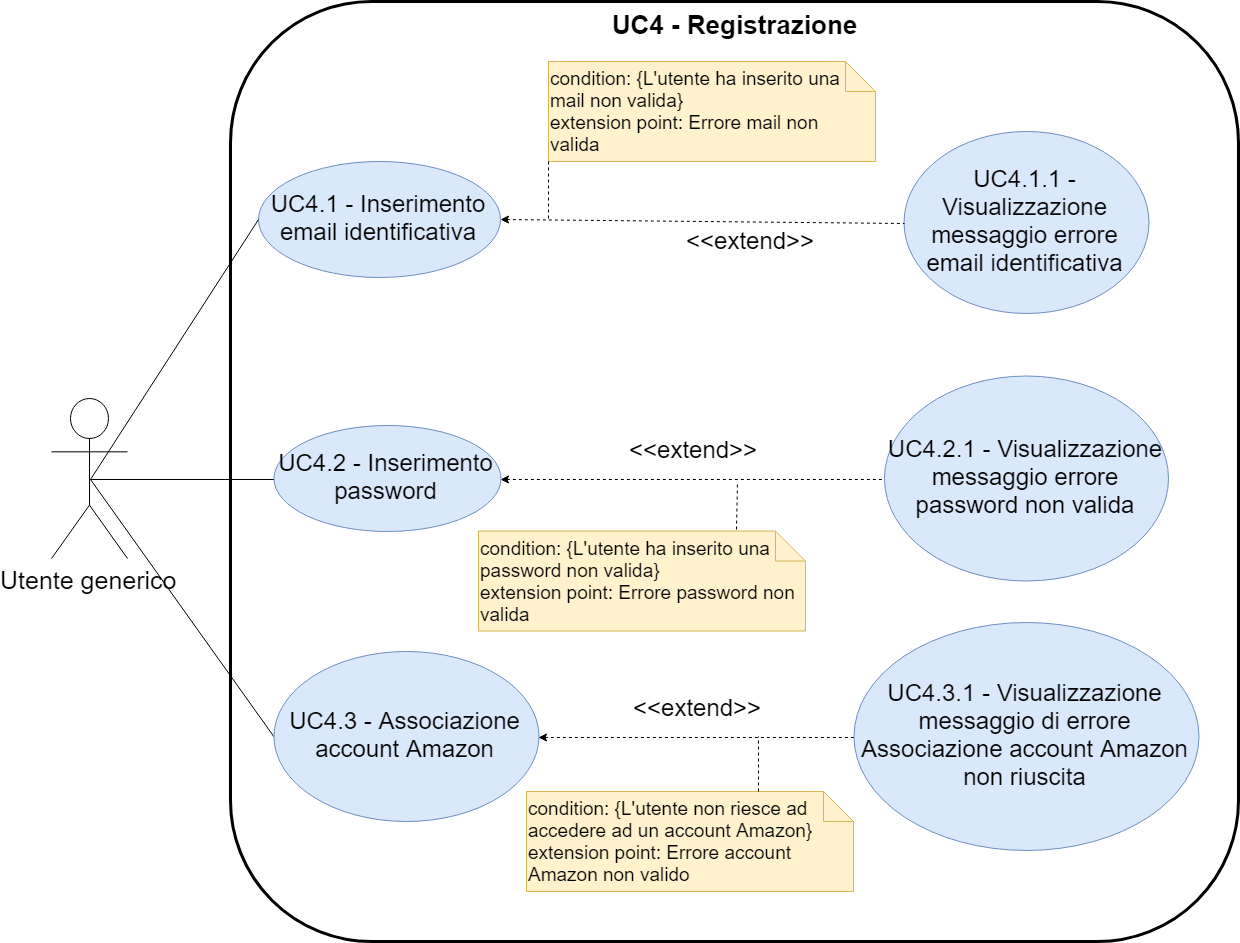 UC4 - Registrazione
condition: {L'utente ha inserito una
mail non valida}
extension point: Errore mail non
valida
UC4.1 - Inserimento
email identificativa
<<extend>>
UC4.1.1 -
Visualizzazione
messaggio errore
email identificativa
Utente generico
UC4.2 - Inserimento
password
<<extend>>
UC4.2.1 - Visualizzazione
messaggio errore
password non valida
condition: {L'utente ha inserito una
password non valida}
extension point: Errore password non
valida
UC4.3 - Associazione
account Amazon
<<extend>>
UC4.3.1 - Visualizzazione
messaggio di errore
Associazione account Amazon
non riuscita
condition: {L'utente non riesce ad
accedere ad un account Amazon}
extension point: Errore account
Amazon non valido